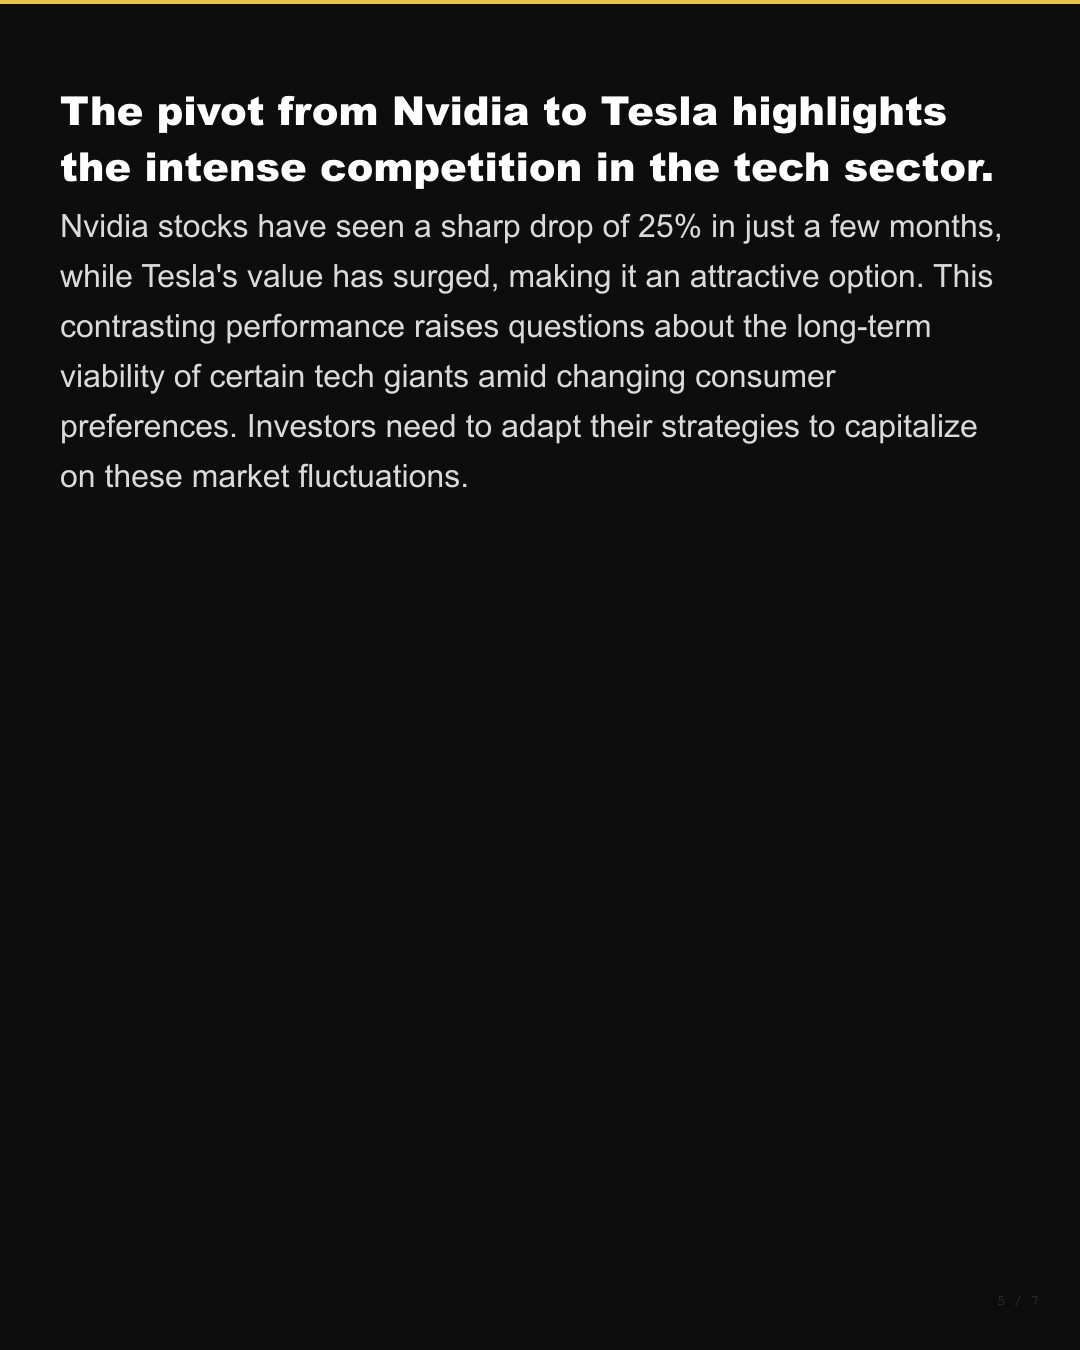 The pivot from Nvidia to Tesla highlights
the intense competition in the tech sector.
Nvidia stocks have seen a sharp drop of 25% in just a few months,
while Tesla's value has surged, making it an attractive option. This
contrasting performance raises questions about the long-term
viability of certain tech giants amid changing consumer
preferences. Investors need to adapt their strategies to capitalize
on these market fluctuations.
5 / 7